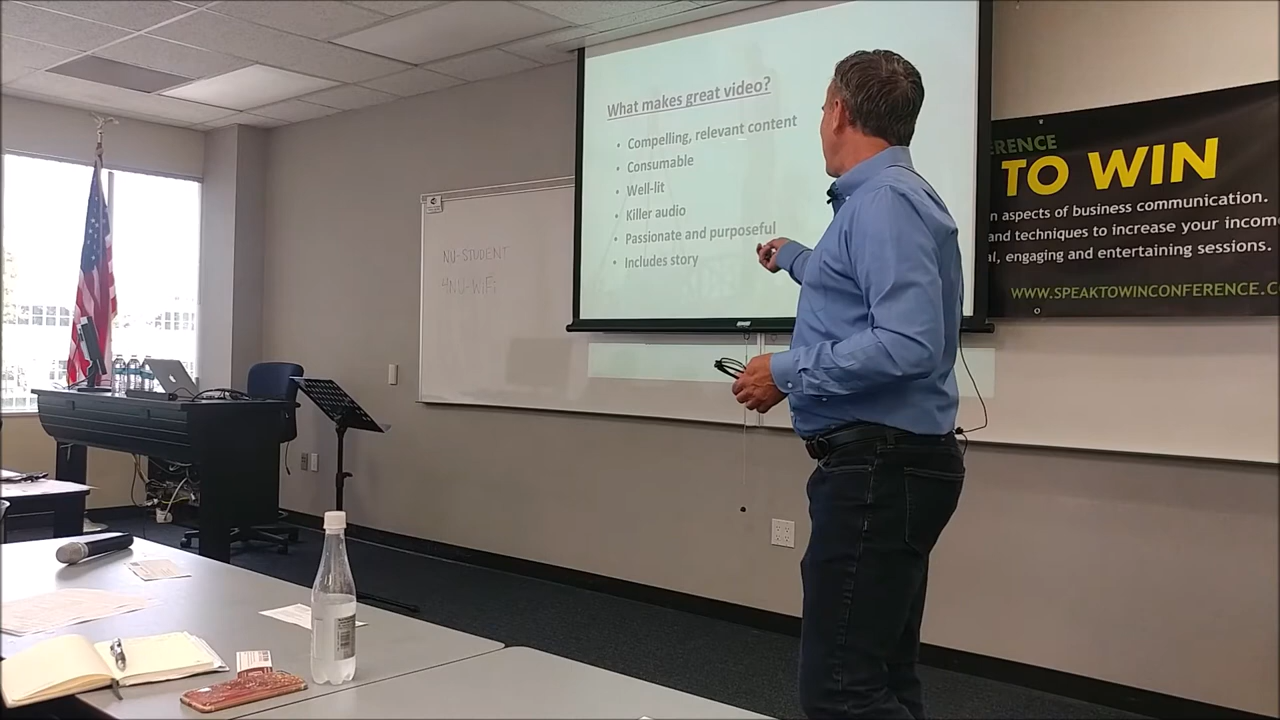 What makes great video?
• Compelling, relevant content
• Consumable
• Well-lit
• Killer audio
• Passionate and purposeful
• Includes story
NU-STUDENT
4NU-WiFi
ERENCE
TO WIN
n aspects of business communication.
and techniques to increase your incom
l, engaging and entertaining sessions.
WWW.SPEAKTOWINCONFERENCE.CO